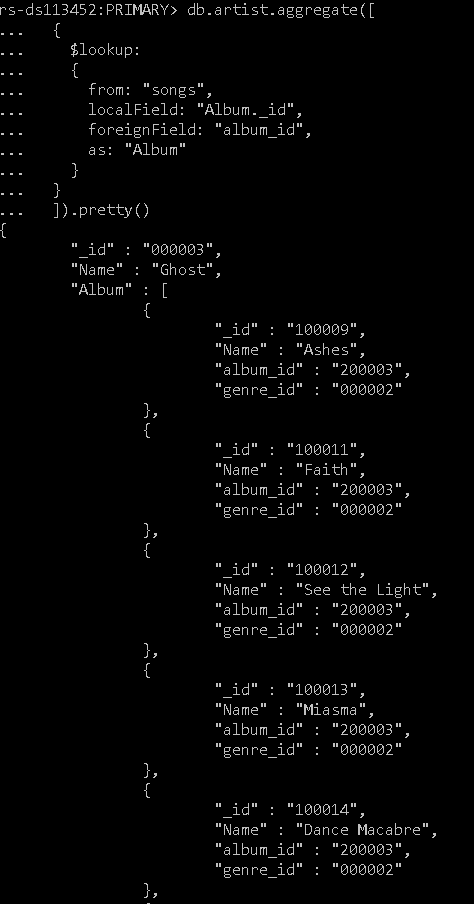 rs-ds113452:PRIMARY> db.artist.aggregate([
...    {
...      $lookup:
...      {
...        from: "songs",
...        localField: "Album._id",
...        foreignField: "album_id",
...        as: "Album"
...      }
...    }
...    ]).pretty()
{
"_id" : "000003",
"Name" : "Ghost",
"Album" : [
{
"_id" : "100009",
"Name" : "Ashes",
"album_id" : "200003",
"genre_id" : "000002"
},
{
"_id" : "100011",
"Name" : "Faith",
"album_id" : "200003",
"genre_id" : "000002"
},
{
"_id" : "100012",
"Name" : "See the Light",
"album_id" : "200003",
"genre_id" : "000002"
},
{
"_id" : "100013",
"Name" : "Miasma",
"album_id" : "200003",
"genre_id" : "000002"
},
{
"_id" : "100014",
"Name" : "Dance Macabre",
"album_id" : "200003",
"genre_id" : "000002"
},